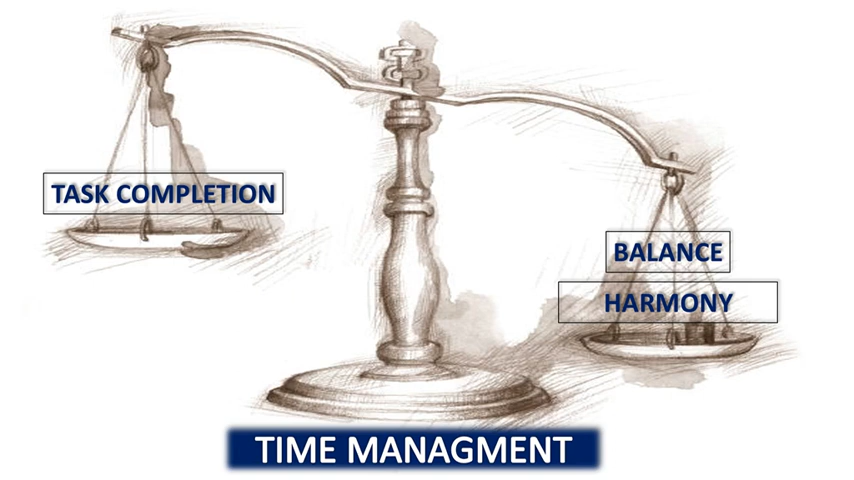 TASK COMPLETION
BALANCE
HARMONY
TIME MANAGMENT